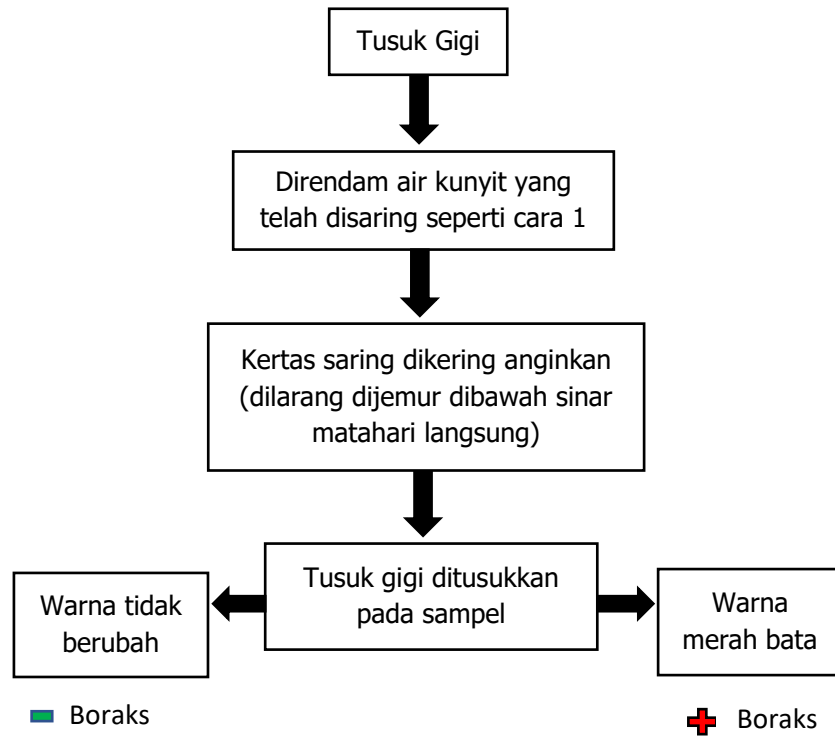 Tusuk Gigi
Direndam air kunyit yang
telah disaring seperti cara 1
Kertas saring dikering anginkan
(dilarang dijemur dibawah sinar
matahari langsung)
Tusuk gigi ditusukkan
pada sampel
Warna tidak
berubah
Warna
merah bata
Boraks
Boraks